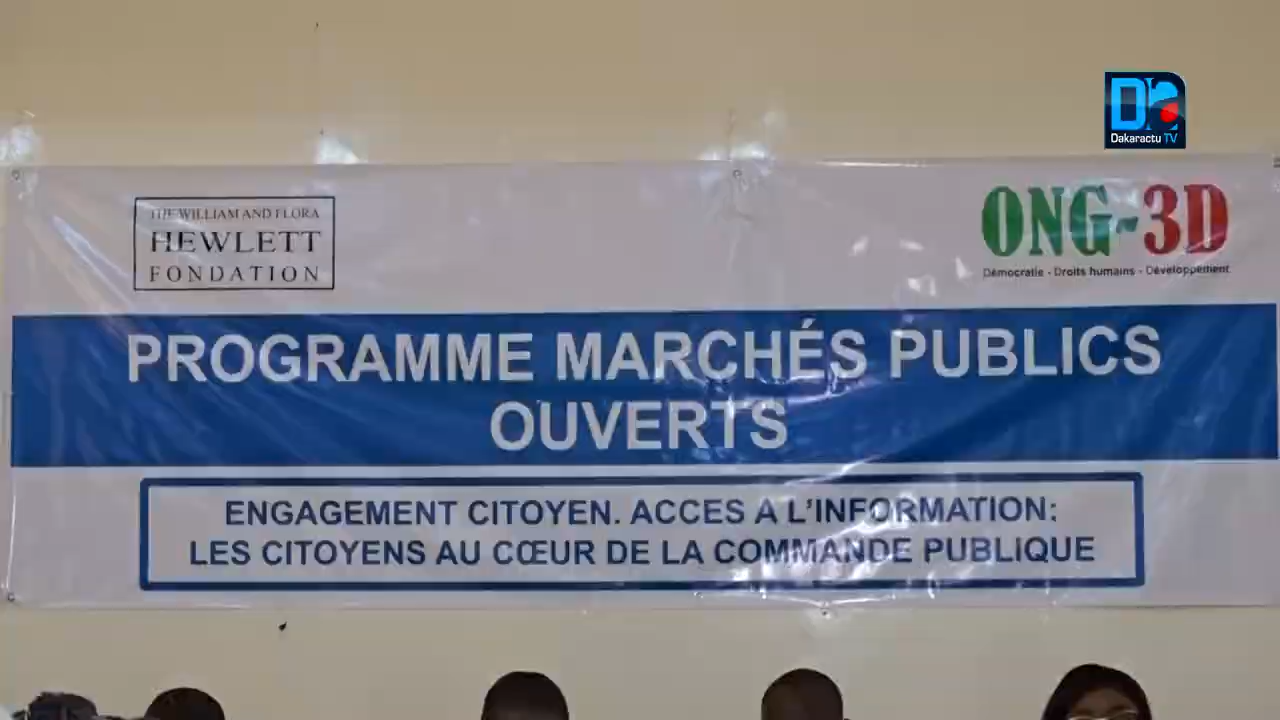 Dakaractu TV
THE WILLIAM AND FLORA
HEWLETT
FONDATION
ONG-3D
Démocratie - Droits humains - Développement
PROGRAMME MARCHÉS PUBLICS
OUVERTS
ENGAGEMENT CITOYEN. ACCES A L'INFORMATION:
LES CITOYENS AU CŒUR DE LA COMMANDE PUBLIQUE